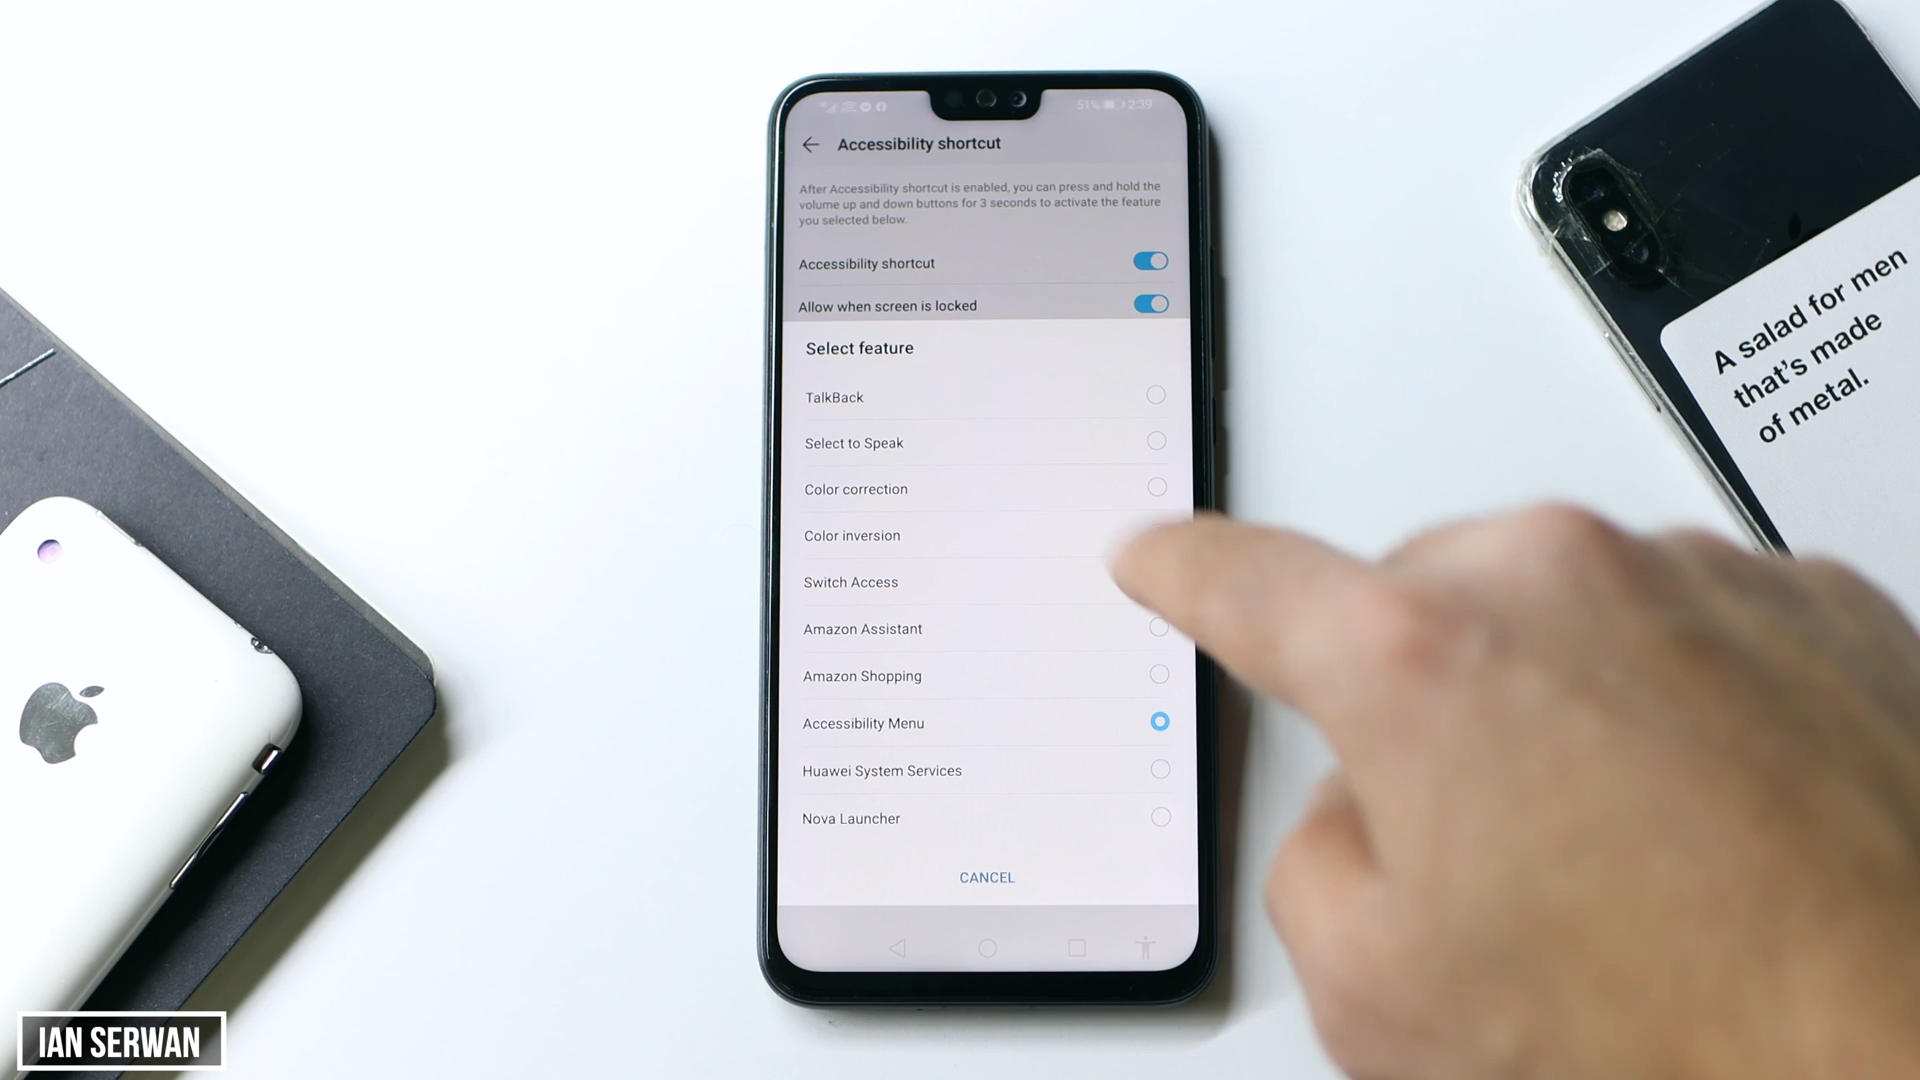 51% 2:39
Accessibility shortcut
After Accessibility shortcut is enabled, you can press and hold the
volume up and down buttons for 3 seconds to activate the feature
you selected below.
Accessibility shortcut
Allow when screen is locked
Select feature
TalkBack
Select to Speak
Color correction
Color inversion
Switch Access
Amazon Assistant
Amazon Shopping
Accessibility Menu
Huawei System Services
Nova Launcher
CANCEL
A salad for men
that's made
of metal.
IAN SERWAN